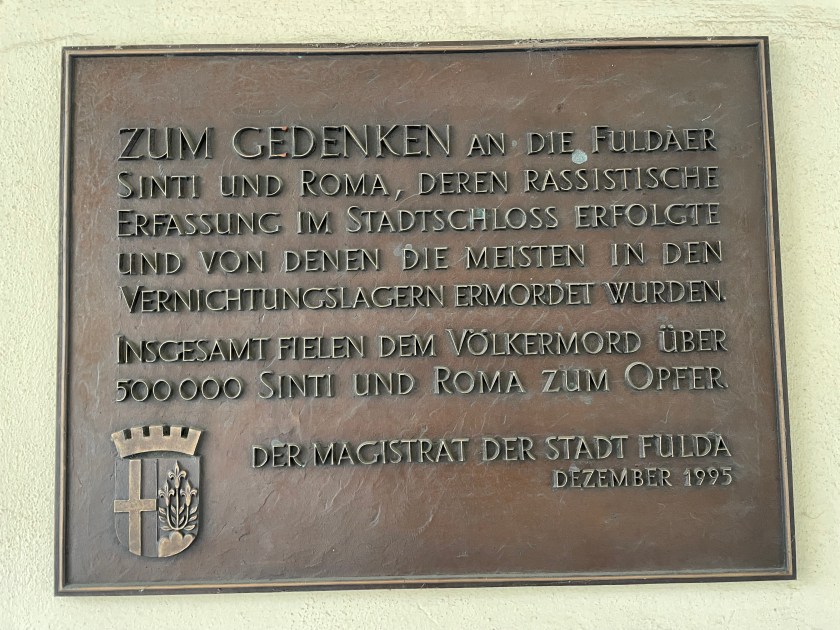 ZUM GEDENKEN AN DIE FULDAER
SINTI UND ROMA, DEREN RASSISTISCHE
ERFASSUNG IM STADTSCHLOSS ERFOLGTE
UND VON DENEN DIE MEISTEN IN DEN
VERNICHTUNGSLAGERN ERMORDET WURDEN.
INSGESAMT FIELEN DEM VÖLKERMORD ÜBER
500000 SINTI UND ROMA ZUM OPFER.
DER MAGISTRAT DER STADT FULDA
DEZEMBER 1995